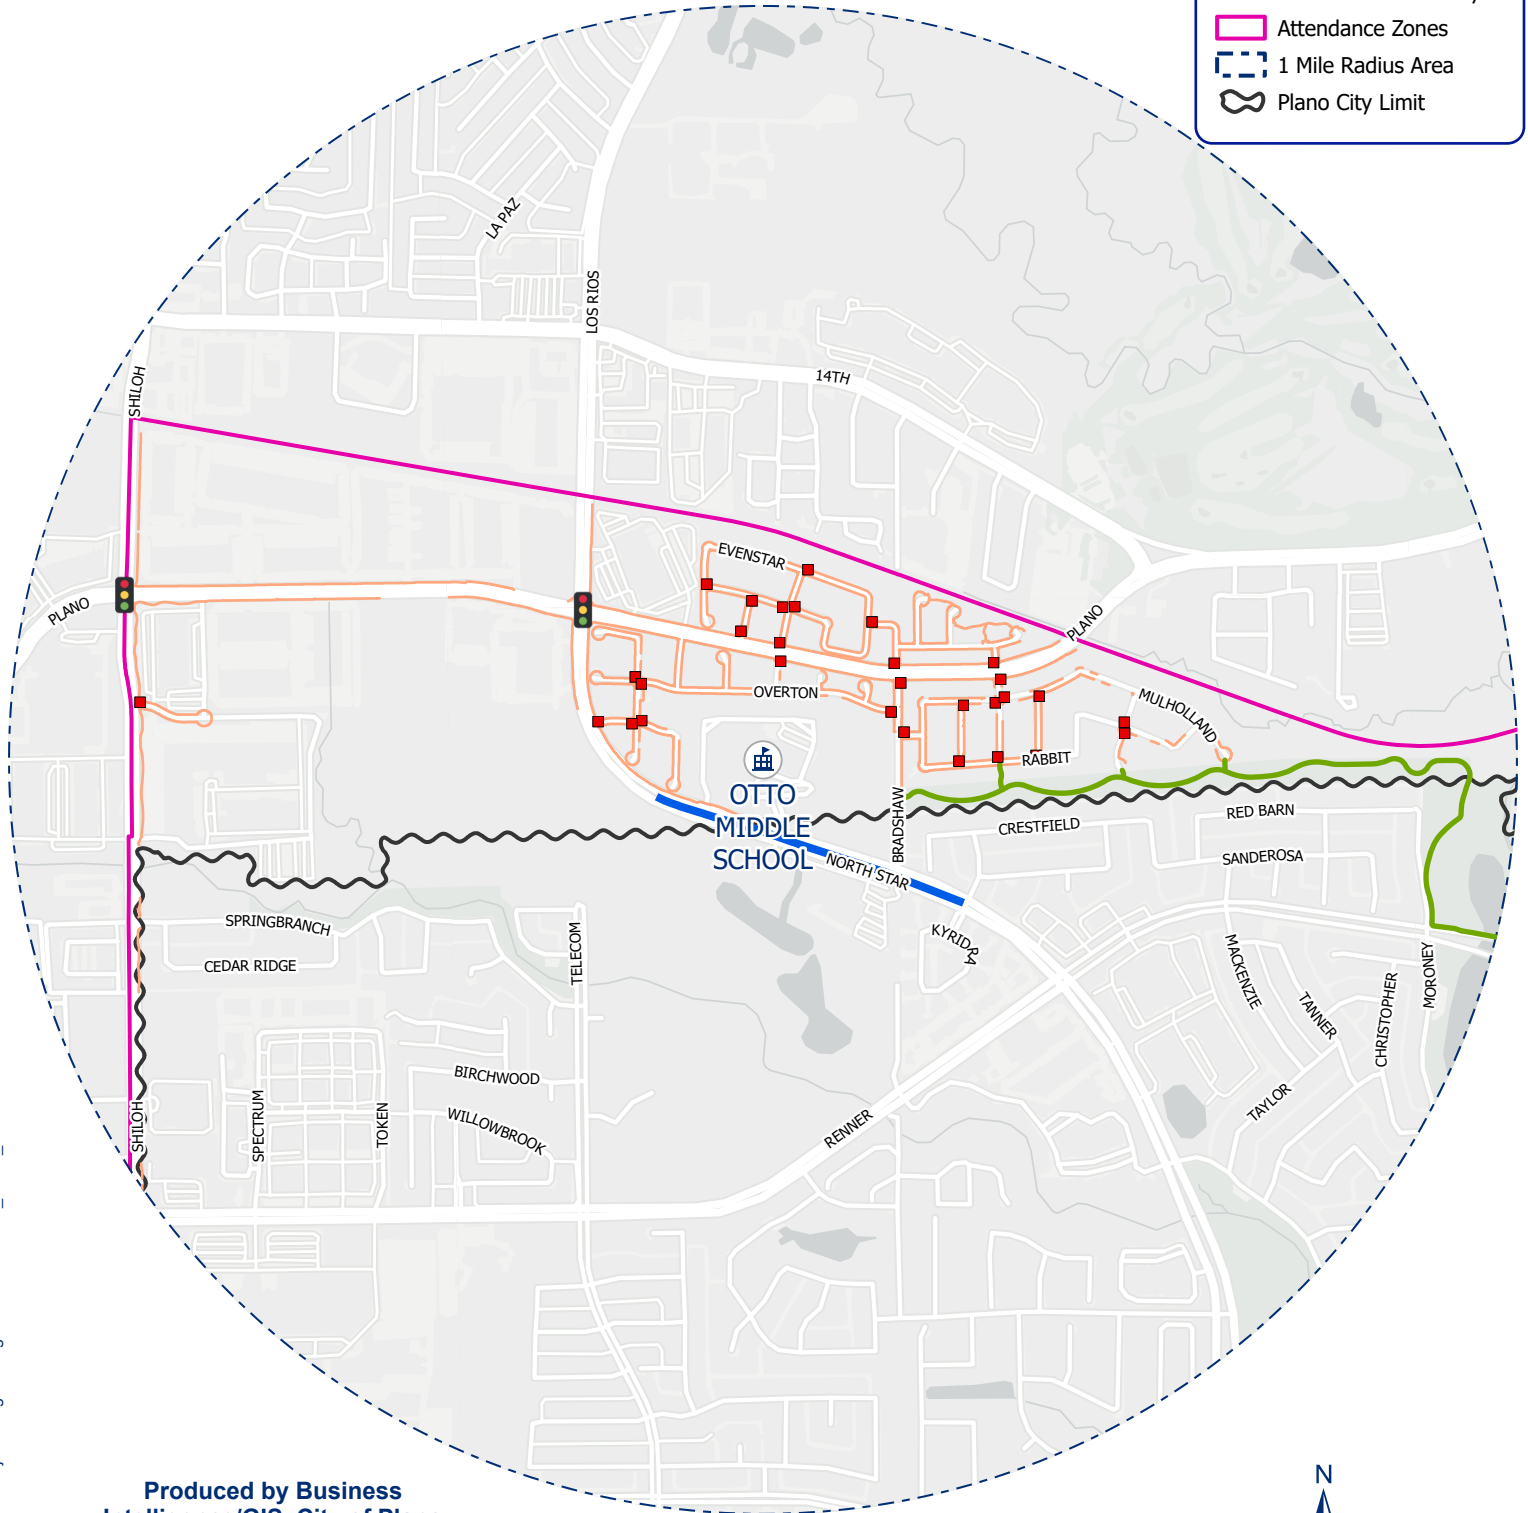 Attendance Zones
1 Mile Radius Area
Plano City Limit
LA PAZ
LOS RIOS
SHILOH
14TH
EVENSTAR
PLANO
PLANO
OVERTON
MULHOLLAND
RABBIT
OTTO
MIDDLE
SCHOOL
BRADSHAW
CRESTFIELD
RED BARN
SANDEROSA
NORTH STAR
SPRINGBRANCH
CEDAR RIDGE
TELECOM
KYRIDRA
MACKENZIE
TANNER
CHRISTOPHER
MORONEY
BIRCHWOOD
WILLOWBROOK
SHILOH
SPECTRUM
TOKEN
RENNER
TAYLOR
Produced by Business
N